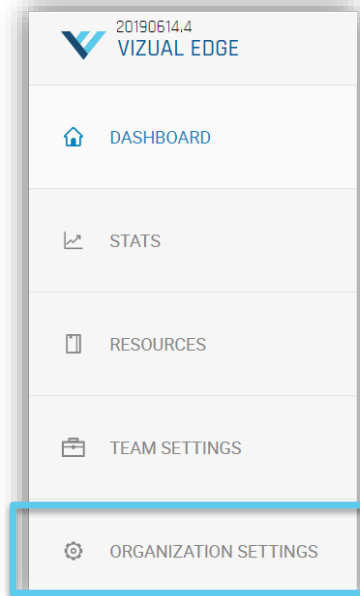 20190614.4
VIZUAL EDGE
DASHBOARD
STATS
RESOURCES
TEAM SETTINGS
ORGANIZATION SETTINGS